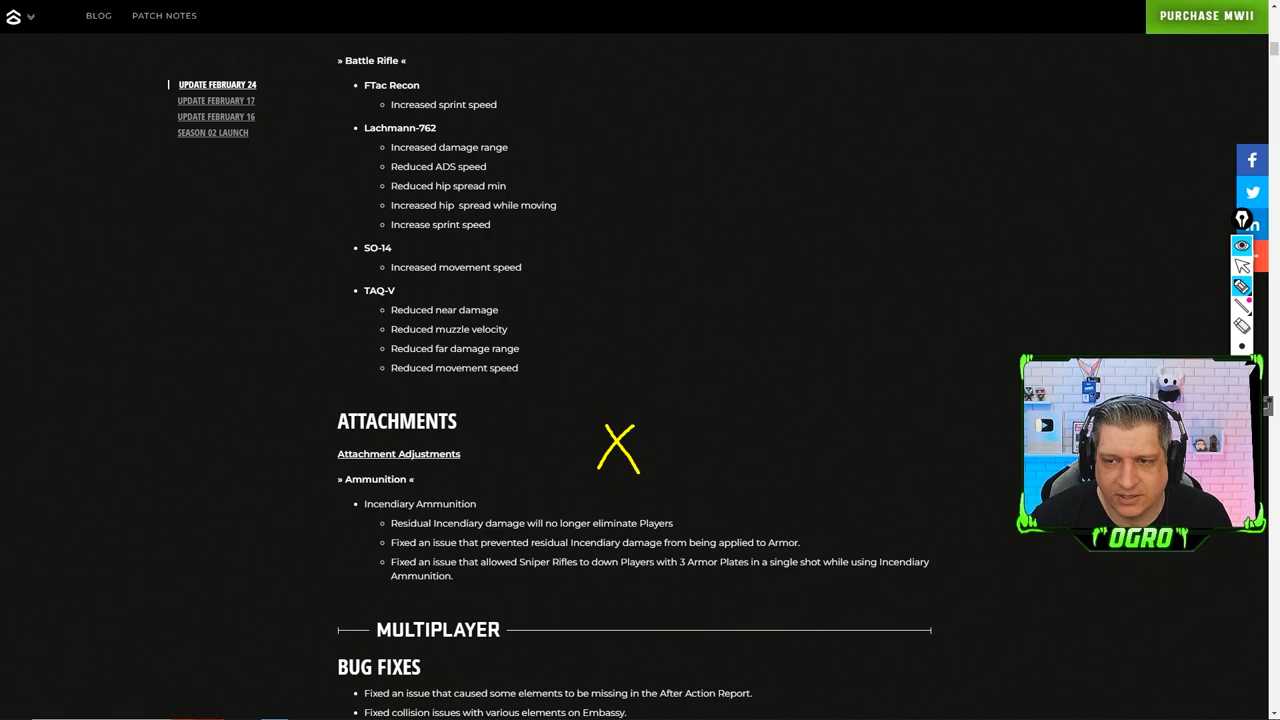 BLOG PATCH NOTES PURCHASE MWII
UPDATE FEBRUARY 24
UPDATE FEBRUARY 17
UPDATE FEBRUARY 16
SEASON 02 LAUNCH
» Battle Rifle «
• FTac Recon
Increased sprint speed
• Lachmann-762
Increased damage range
Reduced ADS speed
Reduced hip spread min
Increased hip spread while moving
Increase sprint speed
• SO-14
Increased movement speed
• TAQ-V
Reduced near damage
Reduced muzzle velocity
Reduced far damage range
Reduced movement speed
ATTACHMENTS
Attachment Adjustments
» Ammunition «
• Incendiary Ammunition
Residual Incendiary damage will no longer eliminate Players
Fixed an issue that prevented residual Incendiary damage from being applied to Armor.
Fixed an issue that allowed Sniper Rifles to down Players with 3 Armor Plates in a single shot while using Incendiary
Ammunition.
MULTIPLAYER
BUG FIXES
• Fixed an issue that caused some elements to be missing in the After Action Report.
• Fixed collision issues with various elements on Embassy.
OGRO